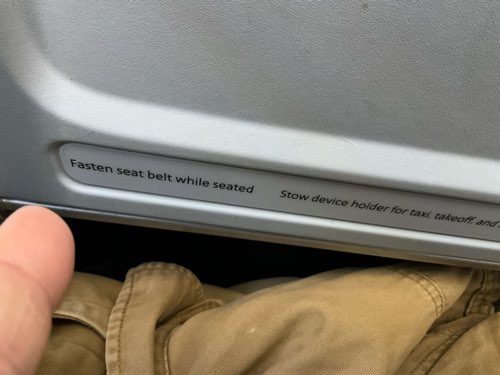 Fasten seat belt while seated
Stow device holder for taxi, takeoff, and